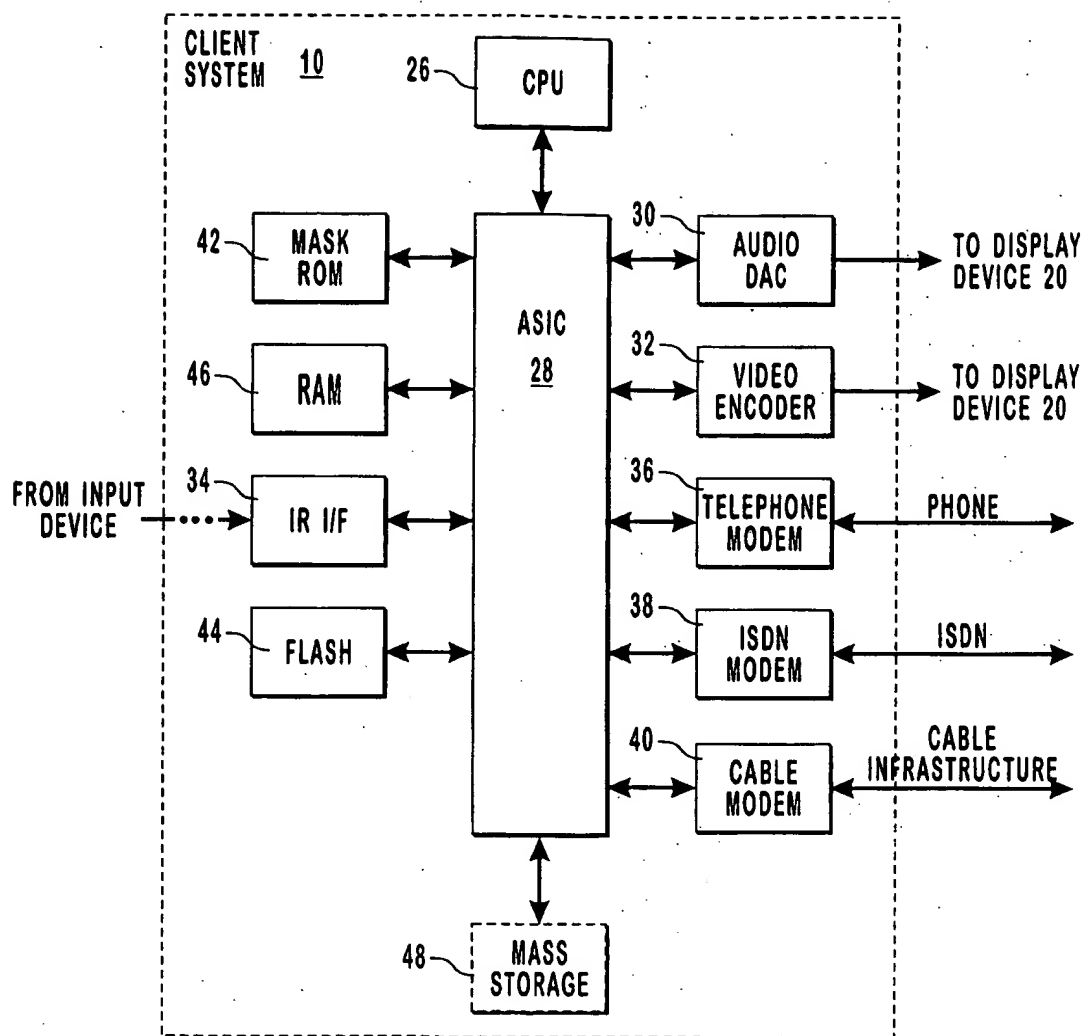 CLIENT
SYSTEM 10
26
CPU
42
MASK
ROM
46
RAM
FROM INPUT
DEVICE
34
IR I/F
44
FLASH
ASIC
28
30
AUDIO
DAC
TO DISPLAY
DEVICE 20
32
VIDEO
ENCODER
TO DISPLAY
DEVICE 20
36
TELEPHONE
MODEM
PHONE
38
ISDN
MODEM
ISDN
40
CABLE
MODEM
CABLE
INFRASTRUCTURE
48
MASS
STORAGE